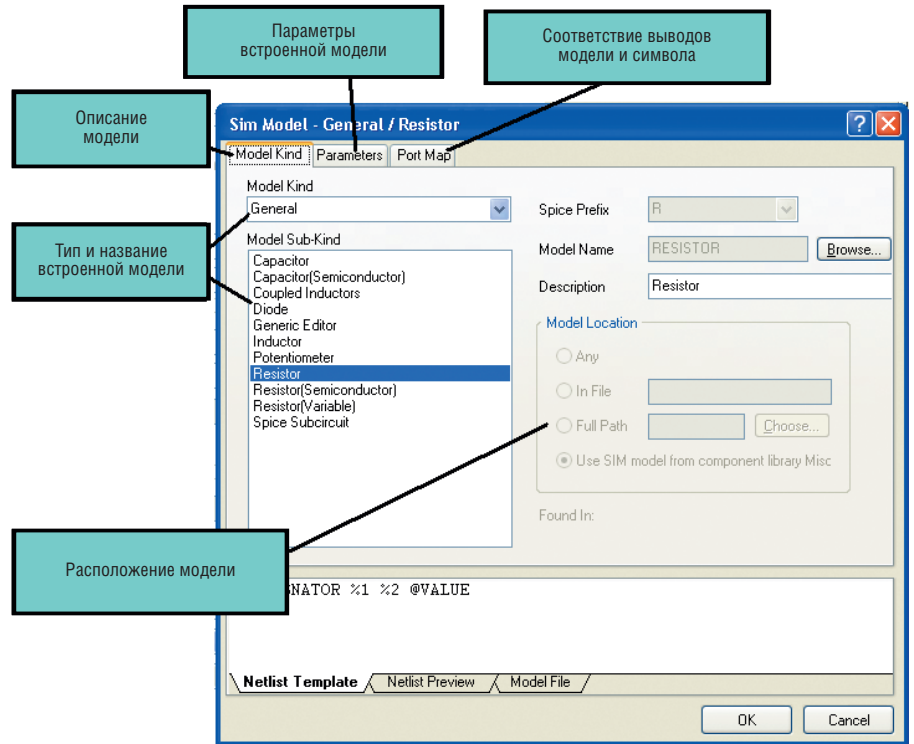 Параметры
встроенной модели
Соответствие выводов
модели и символа
Описание
модели
Sim Model - General / Resistor
Model Kind
Parameters
Port Map
Model Kind
General
Тип и название
встроенной модели
Model Sub-Kind
Capacitor
Capacitor(Semiconductor)
Coupled Inductors
Diode
Generic Editor
Inductor
Potentiometer
Resistor
Resistor(Semiconductor)
Resistor(Variable)
Spice Subcircuit
Spice Prefix
R
Model Name
RESISTOR
Browse...
Description
Resistor
Model Location
Any
In File
Full Path
Choose...
Use SIM model from component library Misc
Found In:
Расположение модели
NATOR %1 %2 @VALUE
Netlist Template
Netlist Preview
Model File
OK
Cancel